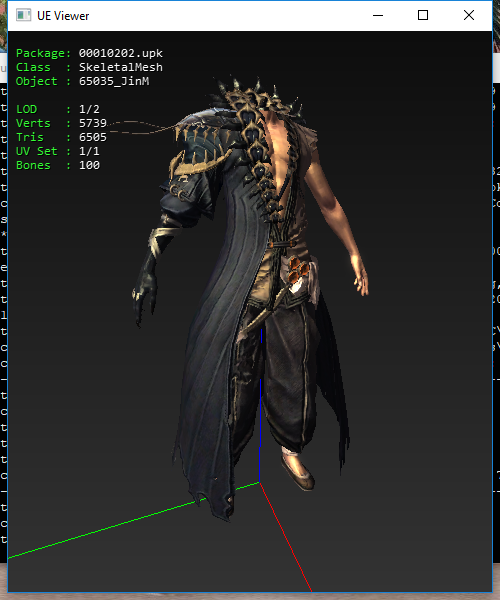 UE Viewer
Package: 00010202.upk
Class : SkeletalMesh
Object : 65035_JinM
LOD : 1/2
Verts : 5739
Tris : 6505
UV Set : 1/1
Bones : 100